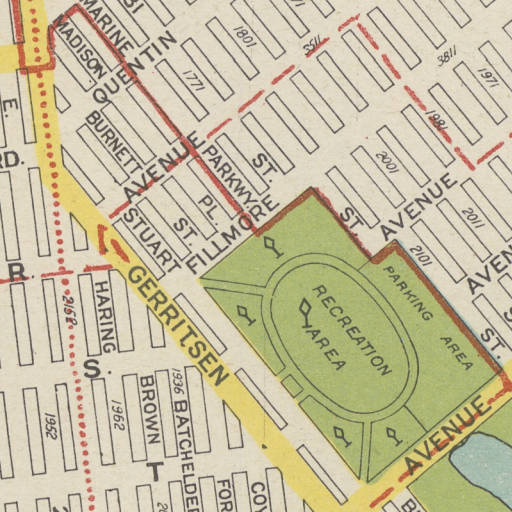 MARINE
MADISON
QUENTIN
1801
3511
3811
1971
1771
1981
E.
BURNETT
AVENUE
PARKWY.
ST.
2001
RD.
STUART
ST.
PL.
FILLMORE
ST.
AVENUE
2011
2101
AVEN
R.
2168
HARING
GERRITSEN
RECREATION
AREA
PARKING
AREA
ST.
S.
1936
BROWN
BATCHELDER
1952
1962
T
FOR
COY
AVENUE